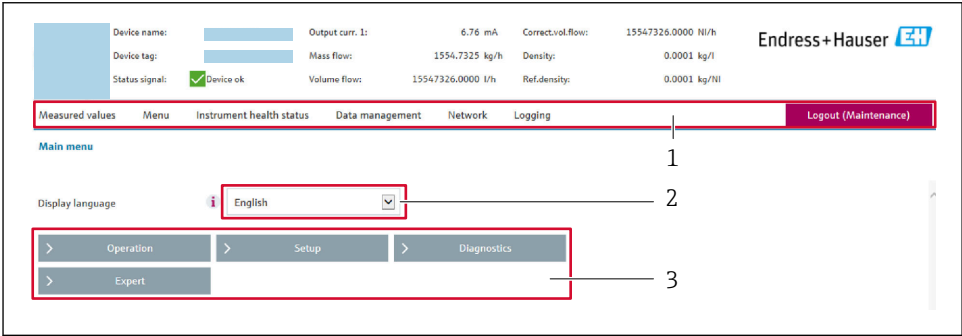 Device name: Output curr. 1: 6.76 mA Correct.vol.flow: 15547326.0000 Nl/h
Endress+Hauser EH
Device tag: Mass flow: 1554.7325 kg/h Density: 0.0001 kg/l
Status signal: Device ok Volume flow: 15547326.0000 l/h Ref.density: 0.0001 kg/Nl
Measured values Menu Instrument health status Data management Network Logging Logout (Maintenance)
1
Main menu
Display language i English 2
> Operation > Setup > Diagnostics
> Expert 3